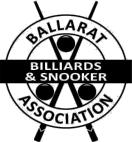 BALLARAT
BILLIARDS
& SNOOKER
ASSOCIATION